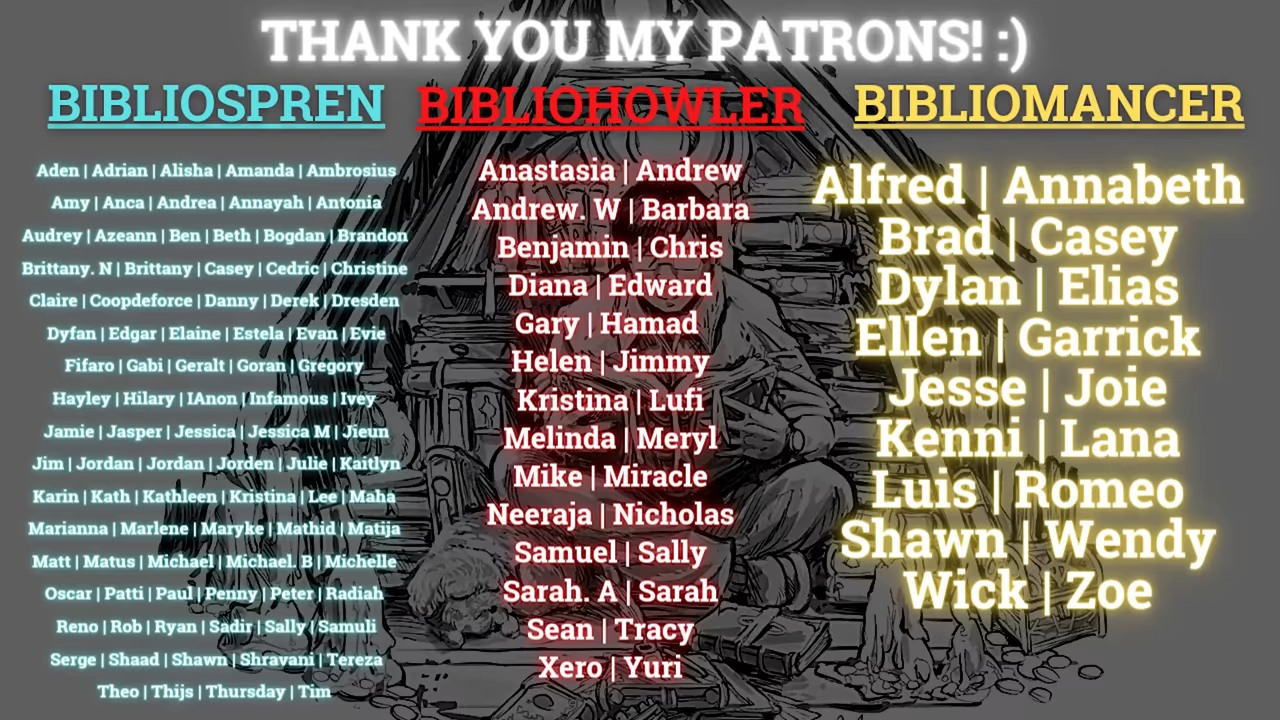 THANK YOU MY PATRONS! :)
BIBLIOSPREN
Aden | Adrian | Alisha | Amanda | Ambrosius
Amy | Anca | Andrea | Annayah | Antonia
Audrey | Azeann | Ben | Beth | Bogdan | Brandon
Brittany. N | Brittany | Casey | Cedric | Christine
Claire | Coopdeforce | Danny | Derek | Dresden
Dyfan | Edgar | Elaine | Estela | Evan | Evie
Fifaro | Gabi | Geralt | Goran | Gregory
Hayley | Hilary | IAnon | Infamous | Ivey
Jamie | Jasper | Jessica | Jessica M | Jieun
Jim | Jordan | Jordan | Jorden | Julie | Kaitlyn
Karin | Kath | Kathleen | Kristina | Lee | Maha
Marianna | Marlene | Maryke | Mathid | Matija
Matt | Matus | Michael | Michael. B | Michelle
Oscar | Patti | Paul | Penny | Peter | Radiah
Reno | Rob | Ryan | Sadir | Sally | Samuli
Serge | Shaad | Shawn | Shravani | Tereza
Theo | Thijs | Thursday | Tim
BIBLIOHOWLER
Anastasia | Andrew
Andrew. W | Barbara
Benjamin | Chris
Diana | Edward
Gary | Hamad
Helen | Jimmy
Kristina | Lufi
Melinda | Meryl
Mike | Miracle
Neeraja | Nicholas
Samuel | Sally
Sarah. A | Sarah
Sean | Tracy
Xero | Yuri
BIBLIOMANCER
Alfred | Annabeth
Brad | Casey
Dylan | Elias
Ellen | Garrick
Jesse | Joie
Kenni | Lana
Luis | Romeo
Shawn | Wendy
Wick | Zoe